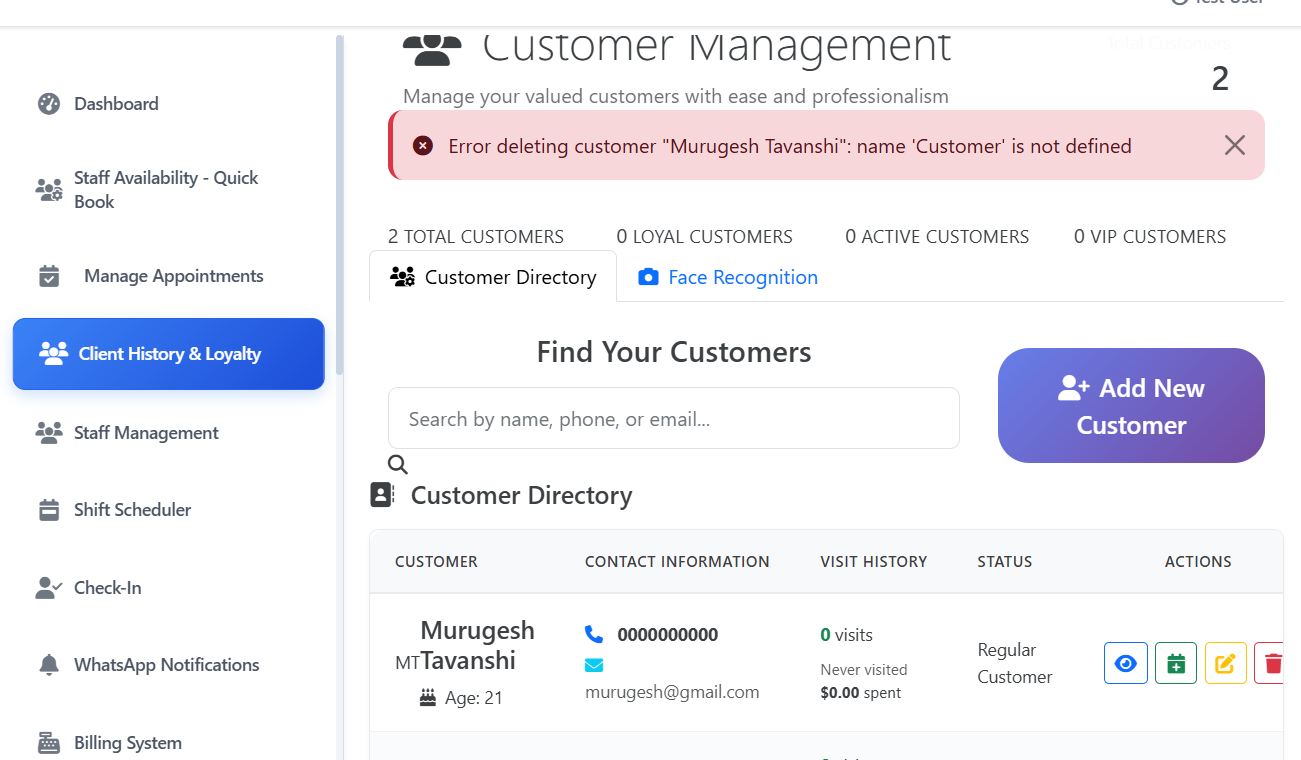 Test User
Customer Management
Total Customers
2
Manage your valued customers with ease and professionalism
Error deleting customer "Murugesh Tavanshi": name 'Customer' is not defined
2 TOTAL CUSTOMERS
0 LOYAL CUSTOMERS
0 ACTIVE CUSTOMERS
0 VIP CUSTOMERS
Customer Directory
Face Recognition
Find Your Customers
Search by name, phone, or email...
Add New
Customer
Customer Directory
CUSTOMER
CONTACT INFORMATION
VISIT HISTORY
STATUS
ACTIONS
MT
Murugesh
Tavanshi
Age: 21
0000000000
murugesh@gmail.com
0 visits
Never visited
$0.00 spent
Regular
Customer
Dashboard
Staff Availability - Quick
Book
Manage Appointments
Client History & Loyalty
Staff Management
Shift Scheduler
Check-In
WhatsApp Notifications
Billing System